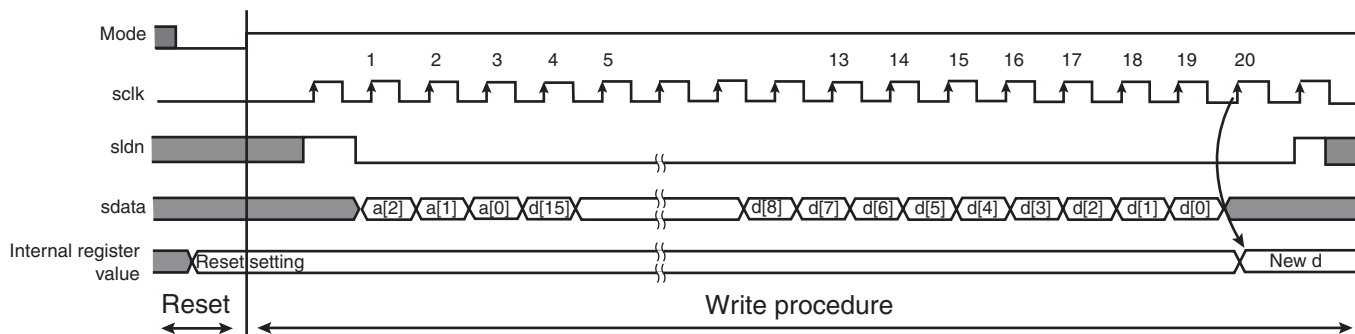 Mode
1 2 3 4 5 13 14 15 16 17 18 19 20
sclk
sldn
sdata a[2] a[1] a[0] d[15] d[8] d[7] d[6] d[5] d[4] d[3] d[2] d[1] d[0]
Internal register
value
Reset setting New d
Reset Write procedure